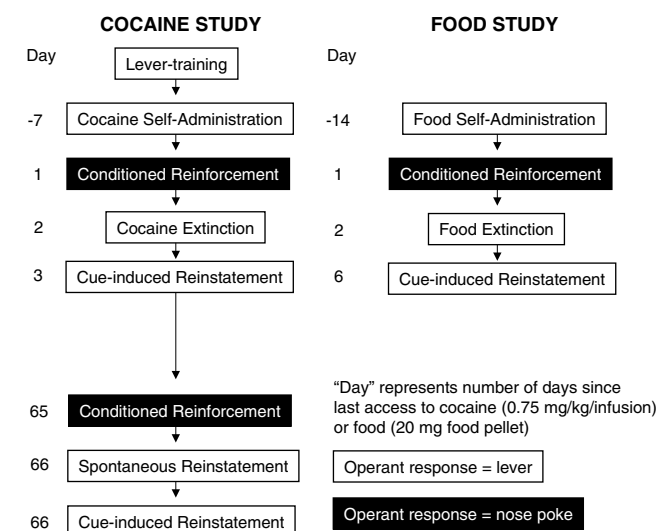 COCAINE STUDY
Day
Lever-training
-7 Cocaine Self-Administration
1 Conditioned Reinforcement
2 Cocaine Extinction
3 Cue-induced Reinstatement
65 Conditioned Reinforcement
66 Spontaneous Reinstatement
66 Cue-induced Reinstatement
FOOD STUDY
Day
-14 Food Self-Administration
1 Conditioned Reinforcement
2 Food Extinction
6 Cue-induced Reinstatement
“Day” represents number of days since
last access to cocaine (0.75 mg/kg/infusion)
or food (20 mg food pellet)
Operant response = lever
Operant response = nose poke